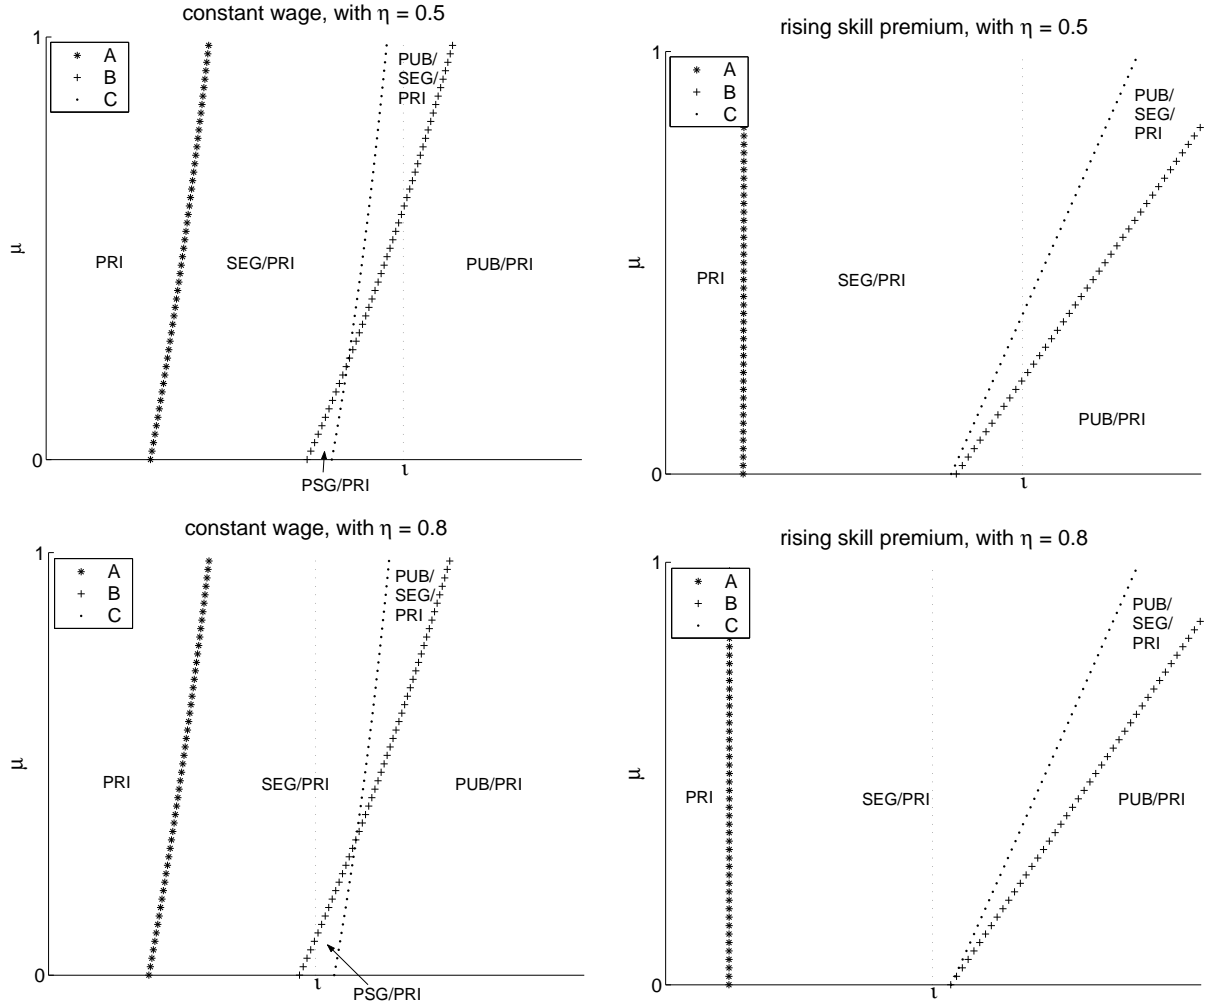 constant wage, with η = 0.5
1
A
B
C
PUB/
SEG/
PRI
μ
PRI
SEG/PRI
PUB/PRI
0
PSG/PRI
ι
rising skill premium, with η = 0.5
1
A
B
C
PUB/
SEG/
PRI
μ
PRI
SEG/PRI
PUB/PRI
0
ι
constant wage, with η = 0.8
1
A
B
C
PUB/
SEG/
PRI
μ
PRI
SEG/PRI
PUB/PRI
0
ι
PSG/PRI
rising skill premium, with η = 0.8
1
A
B
C
PUB/
SEG/
PRI
μ
PRI
SEG/PRI
PUB/PRI
0
ι